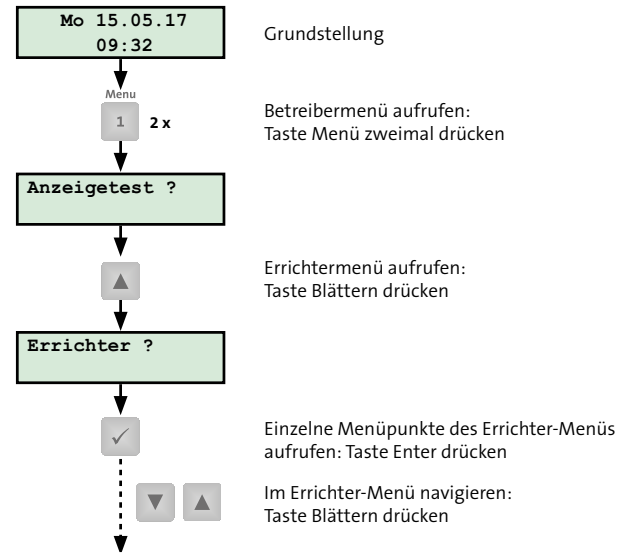 Mo 15.05.17
09:32
Grundstellung
Menu
1
2 x
Betreibermenü aufrufen:
Taste Menü zweimal drücken
Anzeigetest ?
Errichtermenü aufrufen:
Taste Blättern drücken
Errichter ?
Einzelne Menüpunkte des Errichter-Menüs
aufrufen: Taste Enter drücken
Im Errichter-Menü navigieren:
Taste Blättern drücken